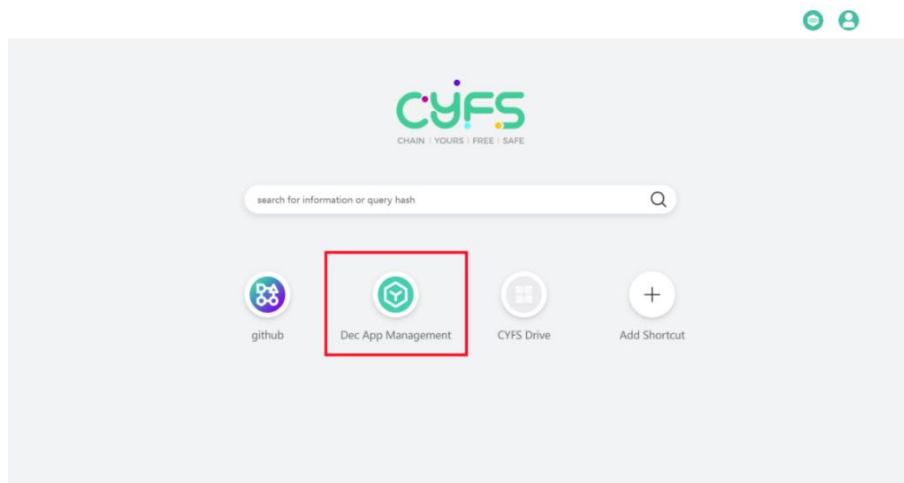 CYFS
CHAIN | YOURS | FREE | SAFE
search for information or query hash
github
Dec App Management
CYFS Drive
Add Shortcut